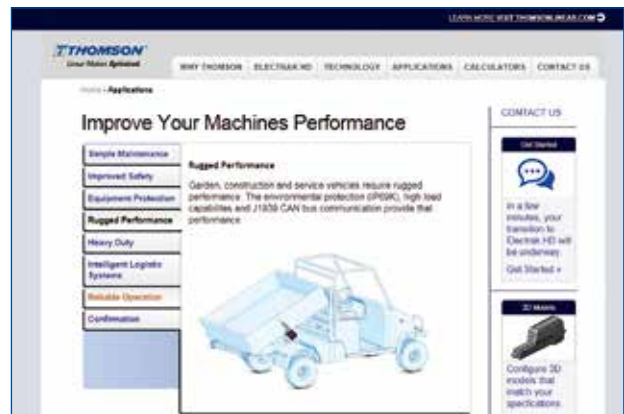 LEARN MORE VISIT THOMSONLINEAR.COM
THOMSON
Linear Motion. Optimized.
WHY THOMSON ELECTRAK HD TECHNOLOGY APPLICATIONS CALCULATORS CONTACT US
Home › Applications
Improve Your Machines Performance
Simple Maintenance
Improved Safety
Equipment Protection
Rugged Performance
Heavy Duty
Intelligent Logistic
Systems
Reliable Operation
Confirmation
Rugged Performance
Garden, construction and service vehicles require rugged
performance. The environmental protection (IP69K), high load
capabilities and J1939 CAN bus communication provide that
performance.
CONTACT US
Get Started
In a few
minutes, your
transition to
Electrak HD will
be underway.
Get Started »
3D Models
Configure 3D
models that
match your
specifications.